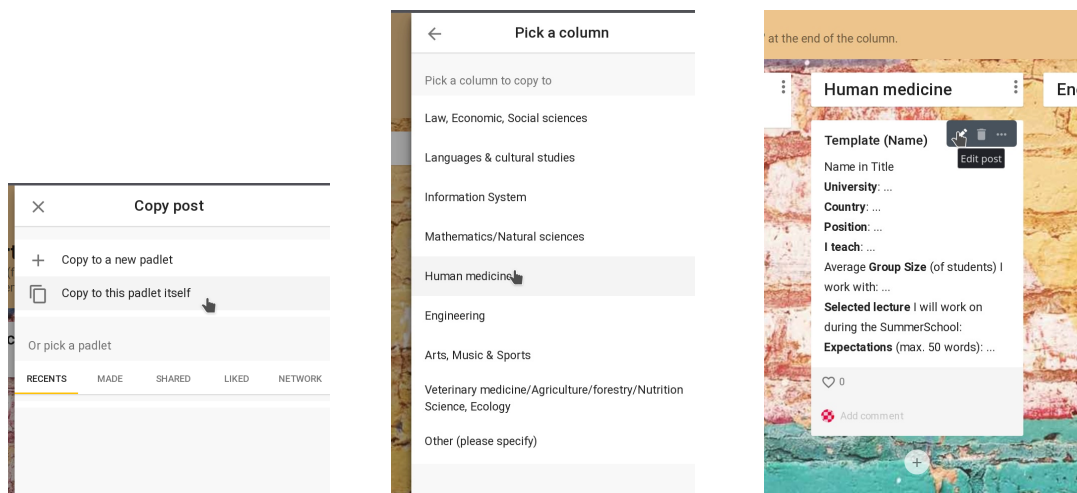 Copy post
Copy to a new padlet
Copy to this padlet itself
Or pick a padlet
RECENTS MADE SHARED LIKED NETWORK
Pick a column
Pick a column to copy to
Law, Economic, Social sciences
Languages & cultural studies
Information System
Mathematics/Natural sciences
Human medicine
Engineering
Arts, Music & Sports
Veterinary medicine/Agriculture/forestry/Nutrition
Science, Ecology
Other (please specify)
at the end of the column.
Human medicine
En
Template (Name)
Edit post
Name in Title
University: ...
Country: ...
Position: ...
I teach: ...
Average Group Size (of students) I
work with: ...
Selected lecture I will work on
during the SummerSchool:
Expectations (max. 50 words): ...
0
Add comment